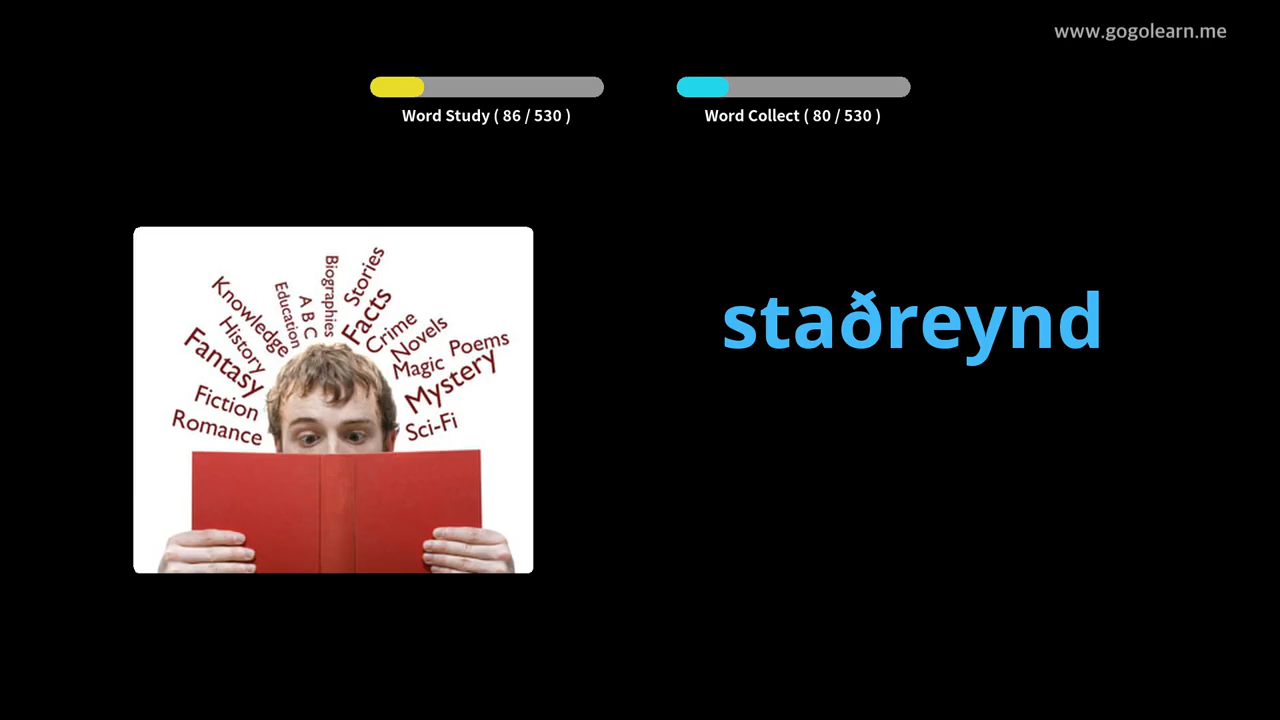 www.gogolearn.me
Word Study ( 86 / 530 )
Word Collect ( 80 / 530 )
staðreynd
Romance
Fiction
Fantasy
History
Knowledge
Education
A B C
Biographies
Stories
Facts
Crime
Novels
Magic
Poems
Mystery
Sci-Fi